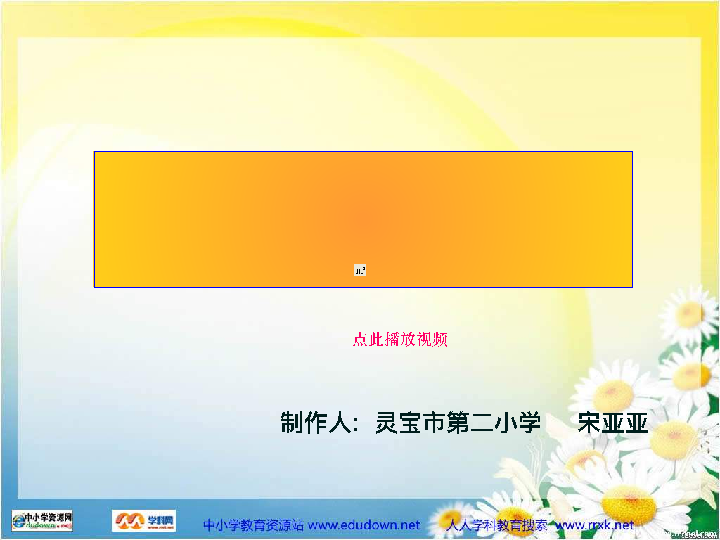 点此播放视频
制作人: 灵宝市第二小学 宋亚亚
中小学资源网
学科网
中小学教育资源站 www.edudown.net 人人学科教育搜索 www.rrxk.net